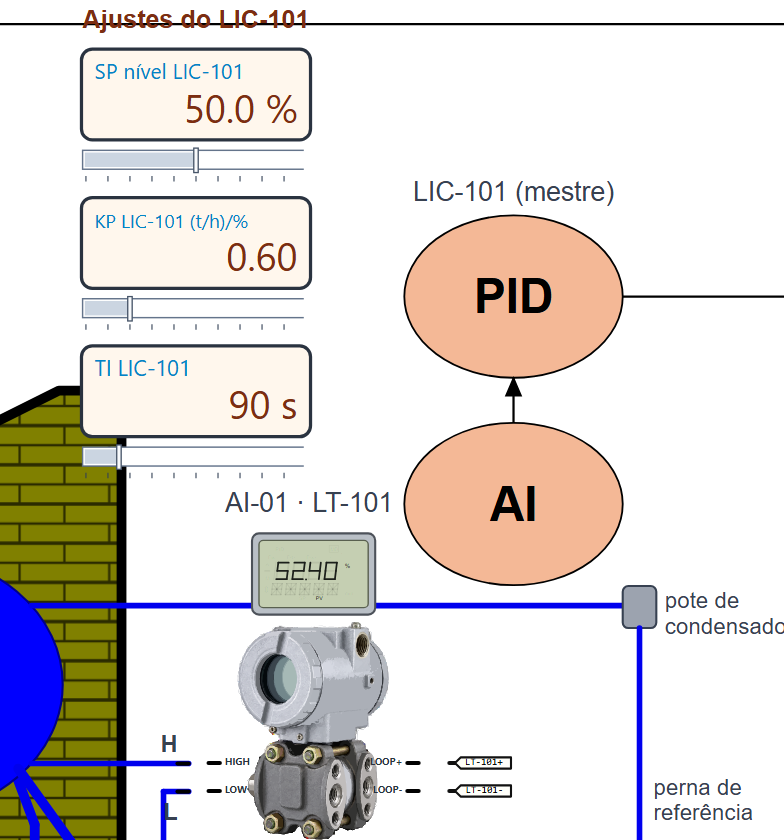 Ajustes do LIC-101
SP nível LIC-101
50.0 %
KP LIC-101 (t/h)/%
0.60
TI LIC-101
90 s
LIC-101 (mestre)
PID
AI
AI-01 · LT-101
52.40 %
PV
pote de
condensado
H
HIGH
LOOP+
LT-101+
LOW
LOOP-
LT-101-
L
perna de
referência